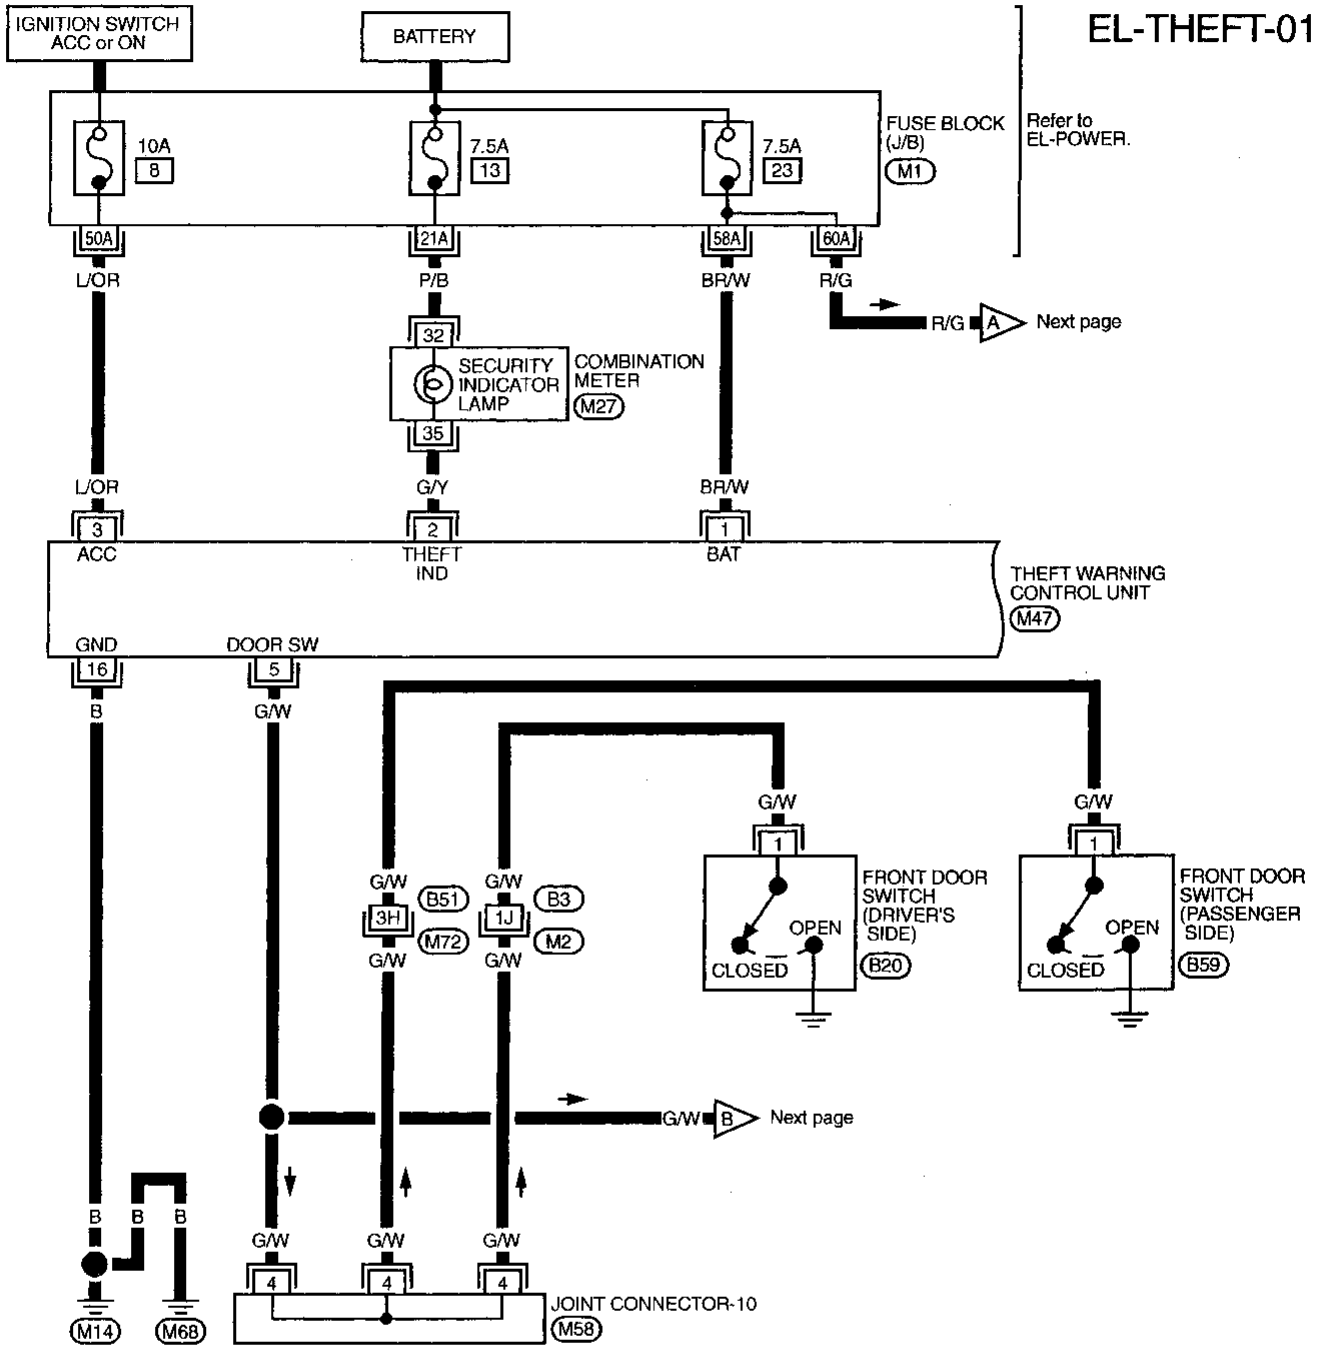 IGNITION SWITCH
ACC or ON
BATTERY
EL-THEFT-01
10A
8
7.5A
13
7.5A
23
FUSE BLOCK
(J/B)
M1
Refer to
EL-POWER.
50A
21A
58A
60A
L/OR
P/B
BR/W
R/G
R/G
A
Next page
32
SECURITY
INDICATOR
LAMP
COMBINATION
METER
M27
35
L/OR
G/Y
BR/W
3
2
1
ACC
THEFT
IND
BAT
THEFT WARNING
CONTROL UNIT
M47
GND
DOOR SW
16
5
B
G/W
G/W
G/W
1
1
G/W
G/W
3H
B51
M72
1J
B3
M2
G/W
G/W
OPEN
CLOSED
FRONT DOOR
SWITCH
(DRIVER'S
SIDE)
B20
OPEN
CLOSED
FRONT DOOR
SWITCH
(PASSENGER
SIDE)
B59
G/W
B
Next page
B
B
B
G/W
G/W
G/W
4
4
4
M14
M68
JOINT CONNECTOR-10
M58